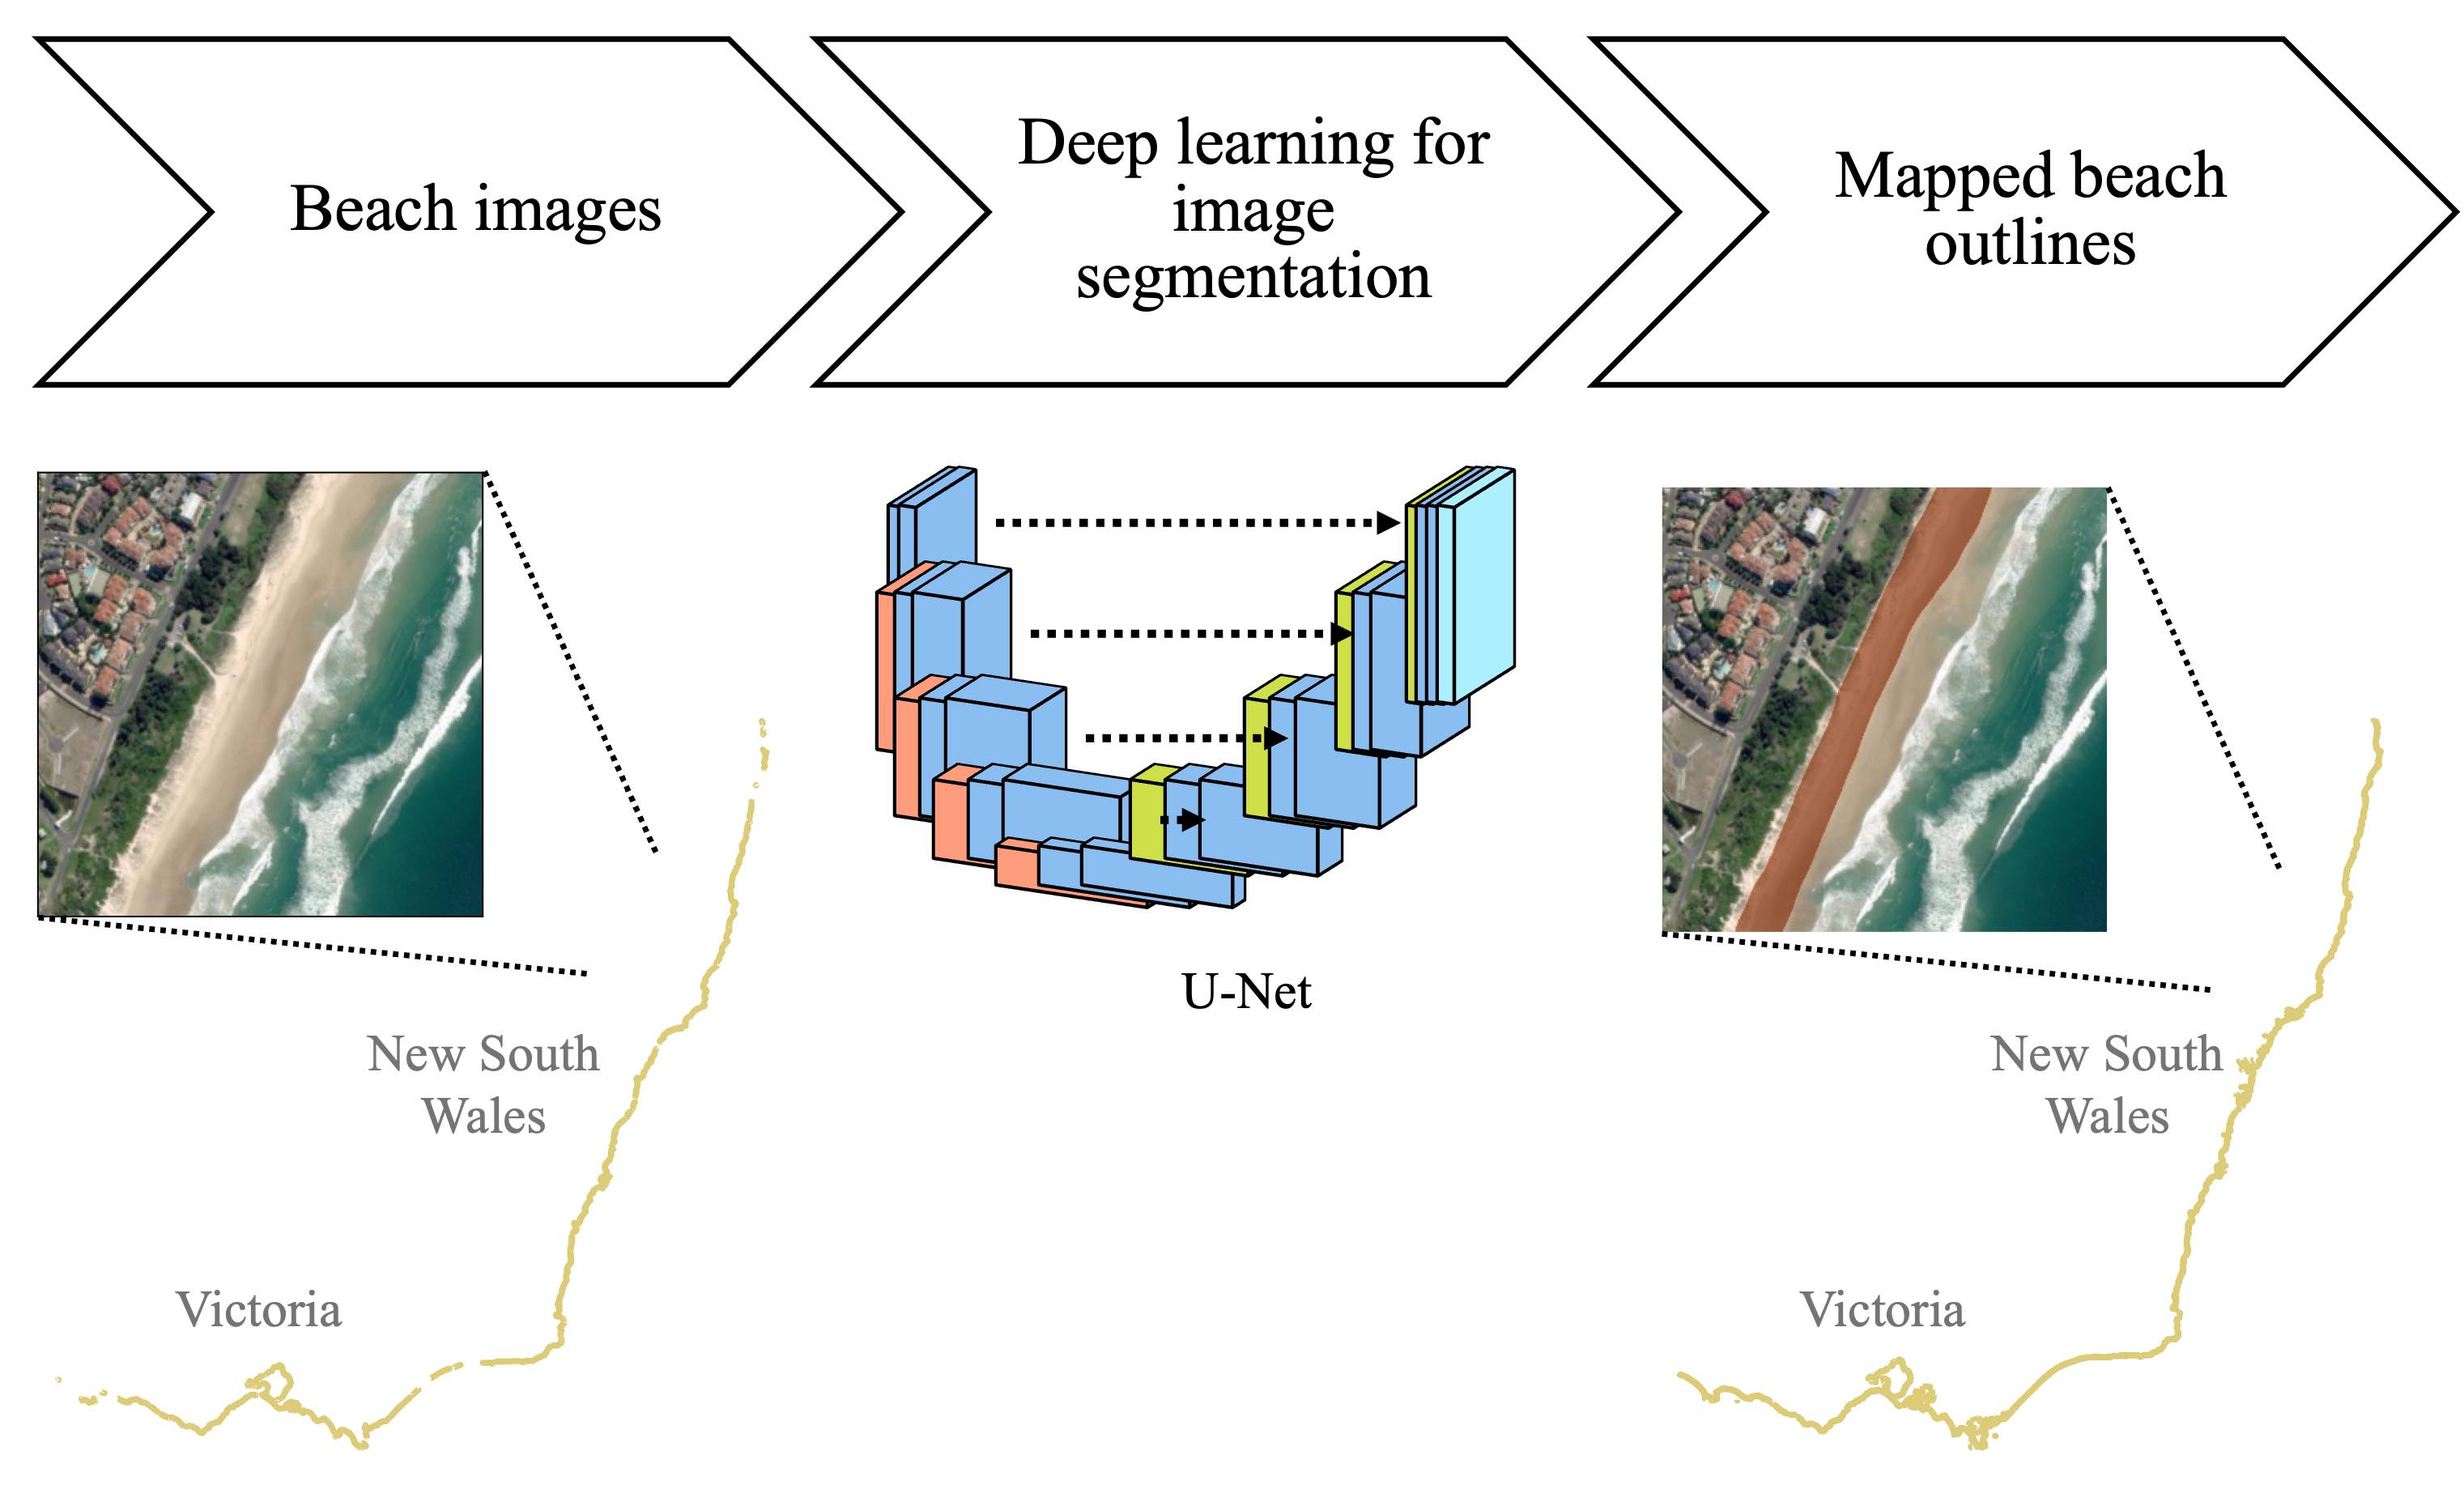 Beach images
Deep learning for
image
segmentation
Mapped beach
outlines
U-Net
New South
Wales
Victoria
New South
Wales
Victoria